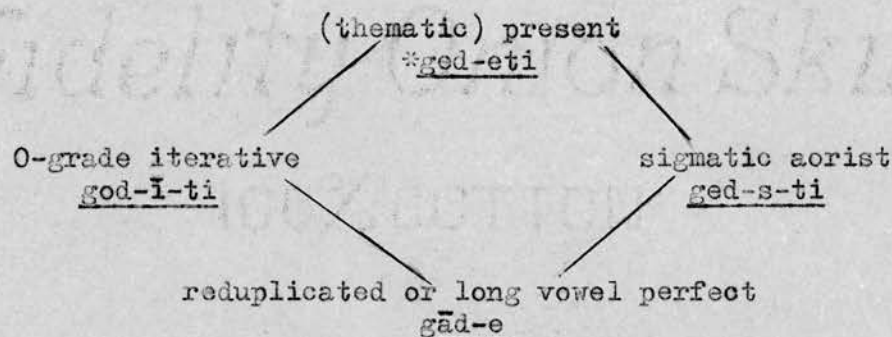 (thematic) present
*ged-eti
O-grade iterative
god-ī-ti
sigmatic aorist
ged-s-ti
reduplicated or long vowel perfect
gād-e